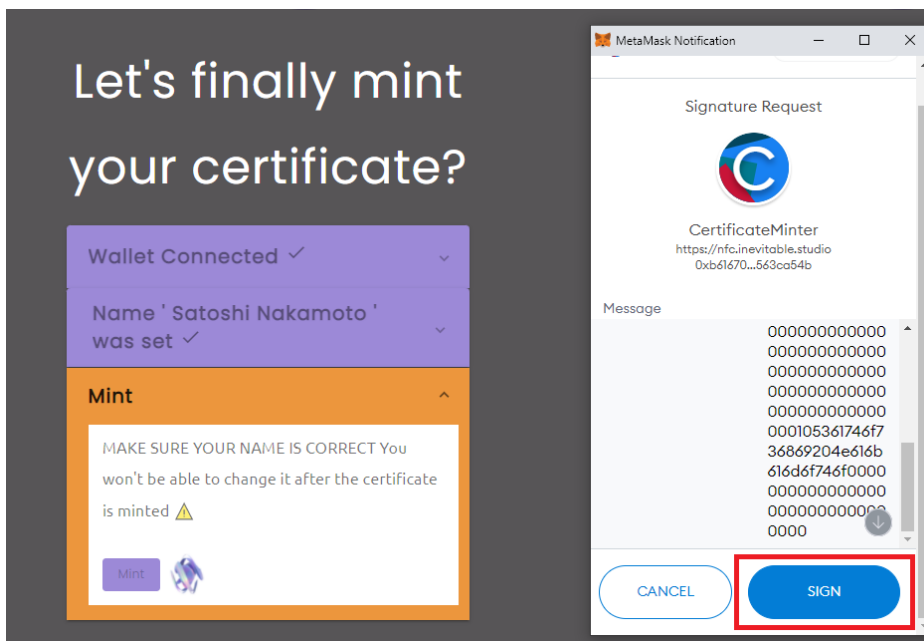 Let's finally mint
your certificate?
Wallet Connected ✓
Name ' Satoshi Nakamoto '
was set ✓
Mint
MAKE SURE YOUR NAME IS CORRECT You
won't be able to change it after the certificate
is minted ⚠
Mint
MetaMask Notification
Signature Request
C
CertificateMinter
https://nfc.inevitable.studio
0xb61670...563ca54b
Message
000000000000
000000000000
000000000000
000000000000
000000000000
000105361746f7
36869204e616b
616d6f746f0000
000000000000
0000
CANCEL
SIGN